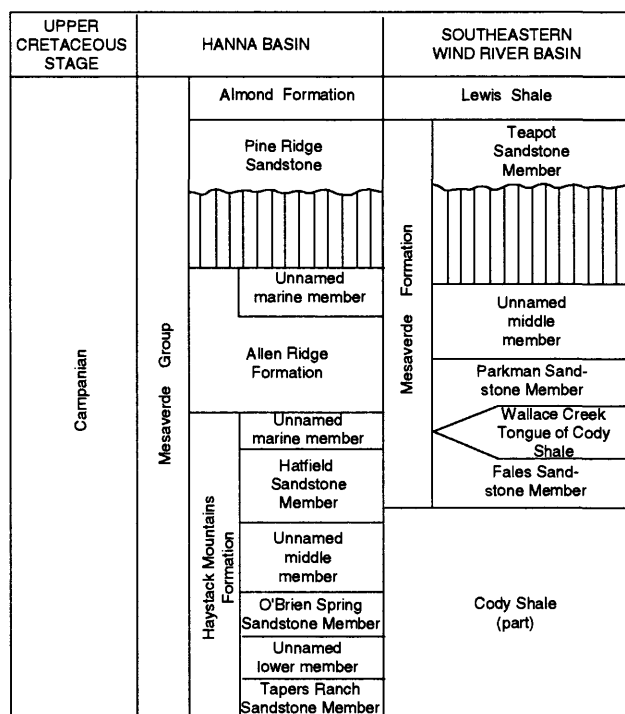 UPPER
CRETACEOUS
STAGE
HANNA BASIN
SOUTHEASTERN
WIND RIVER BASIN
Campanian
Mesaverde Group
Almond Formation
Pine Ridge
Sandstone
Unnamed
marine member
Allen Ridge
Formation
Haystack Mountains
Formation
Unnamed
marine member
Hatfield
Sandstone
Member
Unnamed
middle
member
O'Brien Spring
Sandstone Member
Unnamed
lower member
Tapers Ranch
Sandstone Member
Lewis Shale
Mesaverde Formation
Teapot
Sandstone
Member
Unnamed
middle
member
Parkman Sand-
stone Member
Wallace Creek
Tongue of Cody
Shale
Fales Sand-
stone Member
Cody Shale
(part)